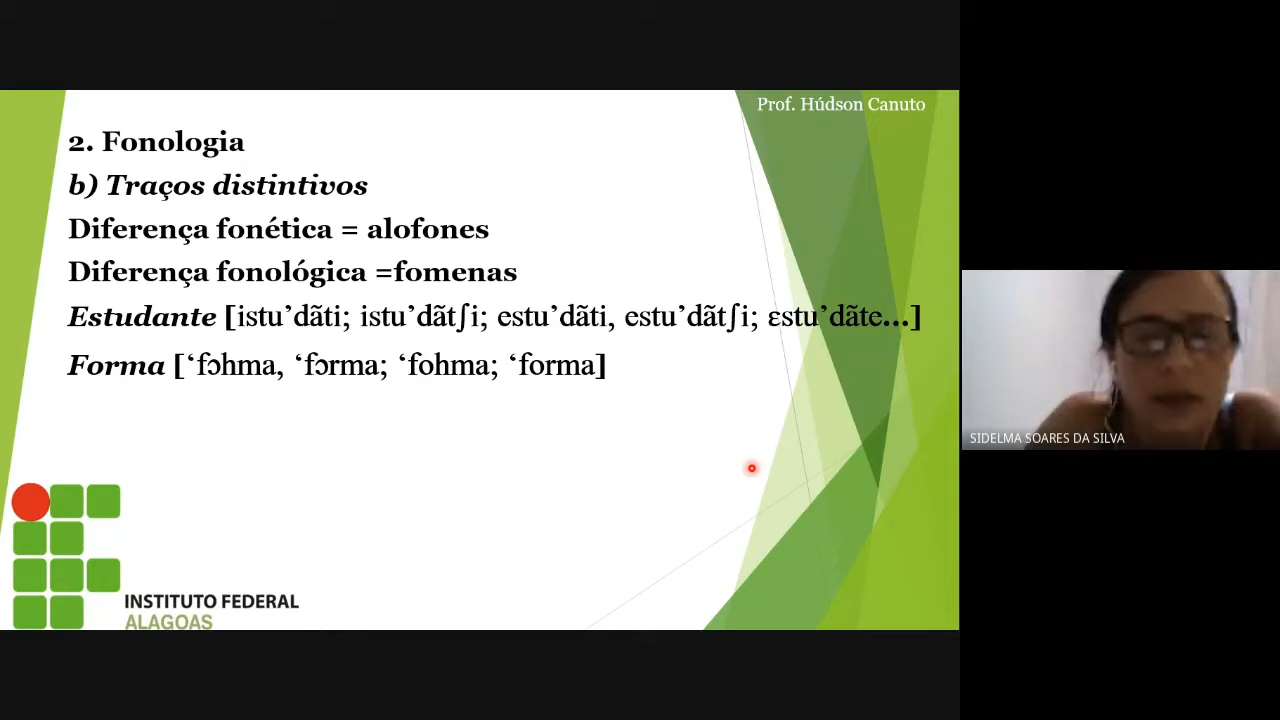 Prof. Húdson Canuto
2. Fonologia
b) Traços distintivos
Diferença fonética = alofones
Diferença fonológica =fomenas
Estudante [istu’dãti; istu’dãtʃi; estu’dãti, estu’dãtʃi; ɛstu’dãte...]
Forma [‘fɔhma, ‘fɔrma; ‘fohma; ‘forma]
SIDELMA SOARES DA SILVA
INSTITUTO FEDERAL
ALAGOAS